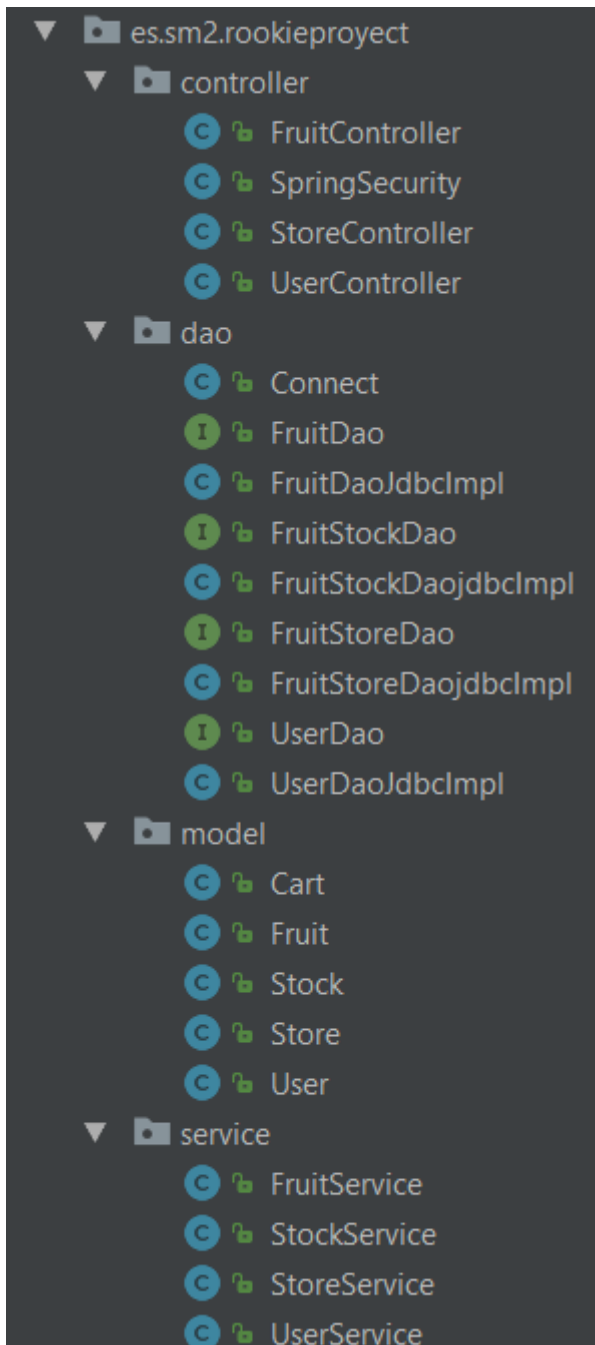 es.sm2.rookieproyect
controller
C FruitController
C SpringSecurity
C StoreController
C UserController
dao
C Connect
I FruitDao
C FruitDaoJdbcImpl
I FruitStockDao
C FruitStockDaojdbcImpl
I FruitStoreDao
C FruitStoreDaojdbcImpl
I UserDao
C UserDaoJdbcImpl
model
C Cart
C Fruit
C Stock
C Store
C User
service
C FruitService
C StockService
C StoreService
C UserService